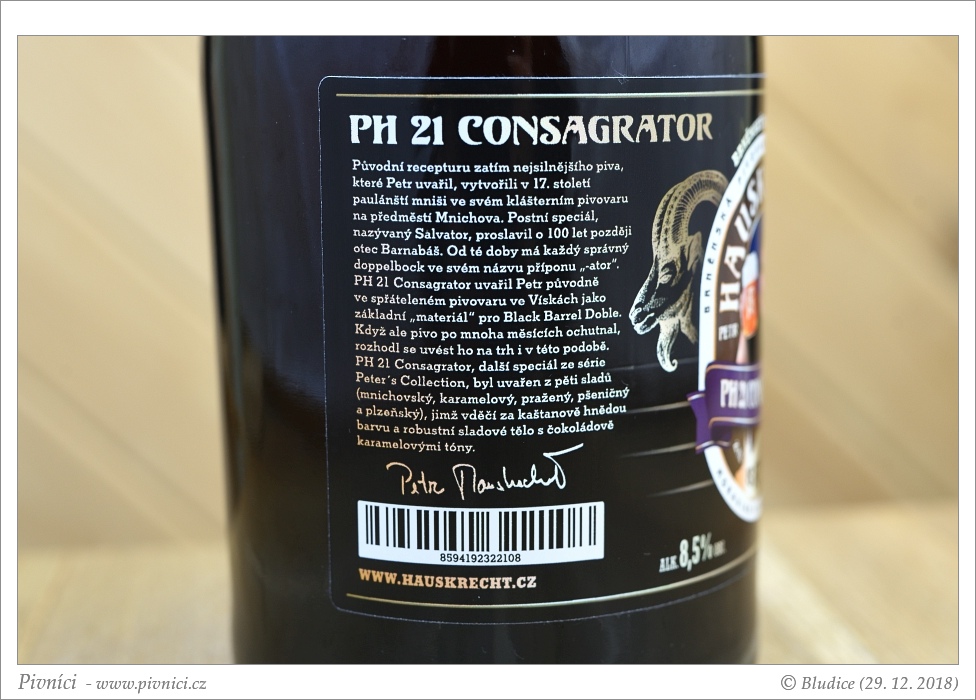 PH 21 CONSAGRATOR
Původní recepturu zatím nejsilnějšího piva,
které Petr uvařil, vytvořili v 17. století
paulánští mniši ve svém klášterním pivovaru
na předměstí Mnichova. Postní speciál,
nazývaný Salvator, proslavil o 100 let později
otec Barnabáš. Od té doby má každý správný
doppelbock ve svém názvu příponu „-ator“.
PH 21 Consagrator uvařil Petr původně
ve spřáteleném pivovaru ve Vískách jako
základní „materiál“ pro Black Barrel Doble.
Když ale pivo po mnoha měsících ochutnal,
rozhodl se uvést ho na trh i v této podobě.
PH 21 Consagrator, další speciál ze série
Peter´s Collection, byl uvařen z pěti sladů
(mnichovský, karamelový, pražený, pšeničný
a plzeňský), jimž vděčí za kaštanově hnědou
barvu a robustní sladové tělo s čokoládově
karamelovými tóny.
Petr Hauskrecht
8594192322108
WWW.HAUSKRECHT.CZ
BRNĚNSKÁ
PETR
PH 21
ALK. 8,5%
Pivníci - www.pivnici.cz
© Bludice (29. 12. 2018)